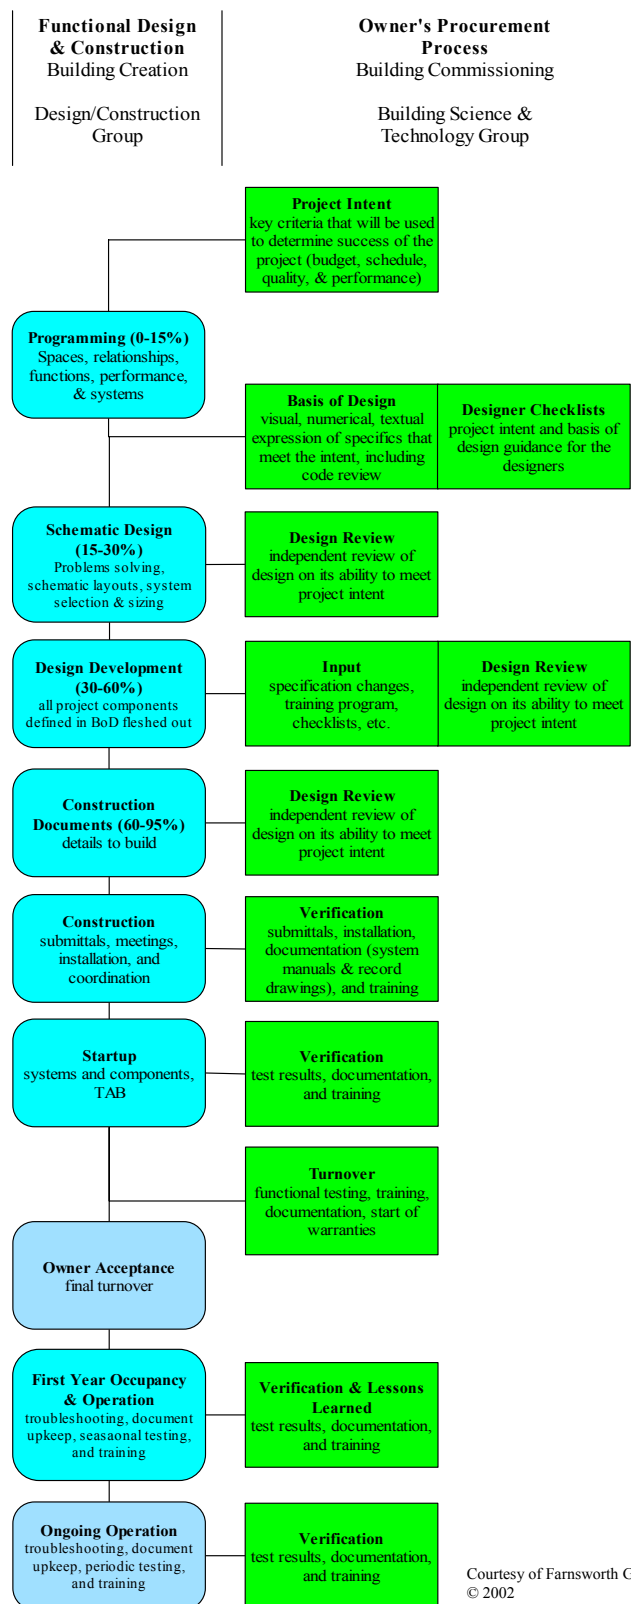 Functional Design
& Construction
Building Creation
Design/Construction
Group
Owner's Procurement
Process
Building Commissioning
Building Science &
Technology Group
Project Intent
key criteria that will be used
to determine success of the
project (budget, schedule,
quality, & performance)
Programming (0-15%)
Spaces, relationships,
functions, performance,
& systems
Basis of Design
visual, numerical, textual
expression of specifics that
meet the intent, including
code review
Designer Checklists
project intent and basis of
design guidance for the
designers
Schematic Design
(15-30%)
Problems solving,
schematic layouts, system
selection & sizing
Design Review
independent review of
design on its ability to meet
project intent
Design Development
(30-60%)
all project components
defined in BoD fleshed out
Input
specification changes,
training program,
checklists, etc.
Design Review
independent review of
design on its ability to meet
project intent
Construction
Documents (60-95%)
details to build
Design Review
independent review of
design on its ability to meet
project intent
Construction
submittals, meetings,
installation, and
coordination
Verification
submittals, installation,
documentation (system
manuals & record
drawings), and training
Startup
systems and components,
TAB
Verification
test results, documentation,
and training
Turnover
functional testing, training,
documentation, start of
warranties
Owner Acceptance
final turnover
First Year Occupancy
& Operation
troubleshooting, document
upkeep, seasaonal testing,
and training
Verification & Lessons
Learned
test results, documentation,
and training
Ongoing Operation
troubleshooting, document
upkeep, periodic testing,
and training
Verification
test results, documentation,
and training
Courtesy of Farnsworth G
© 2002